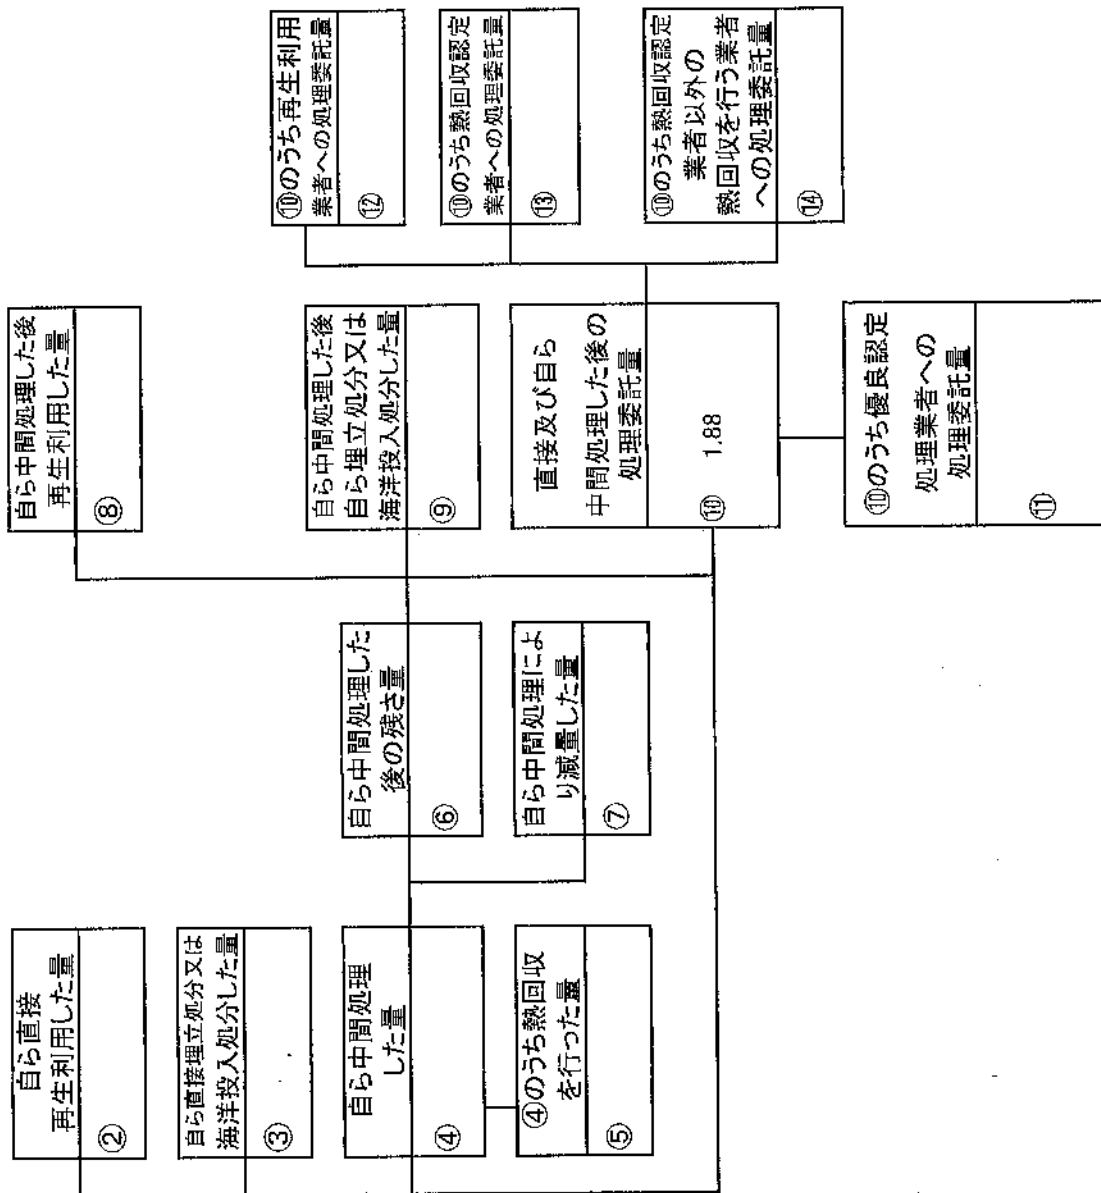 自ら直接
再生利用した量
②
自ら直接埋立処分又は
海洋投入処分した量
③
自ら中間処理
した量
④
④のうち熱回収
を行った量
⑤
自ら中間処理した
後の残さ量
⑥
自ら中間処理によ
り減量した量
⑦
自ら中間処理した後
再生利用した量
⑧
自ら中間処理した後
自ら埋立処分又は
海洋投入処分した量
⑨
直接及び自ら
中間処理した後の
処理委託量
⑩ 1.88
⑩のうち優良認定
処理業者への
処理委託量
⑪
⑩のうち再生利用
業者への処理委託量
⑫
⑩のうち熱回収認定
業者への処理委託量
⑬
⑩のうち熱回収認定
業者以外の
熱回収を行う業者
への処理委託量
⑭